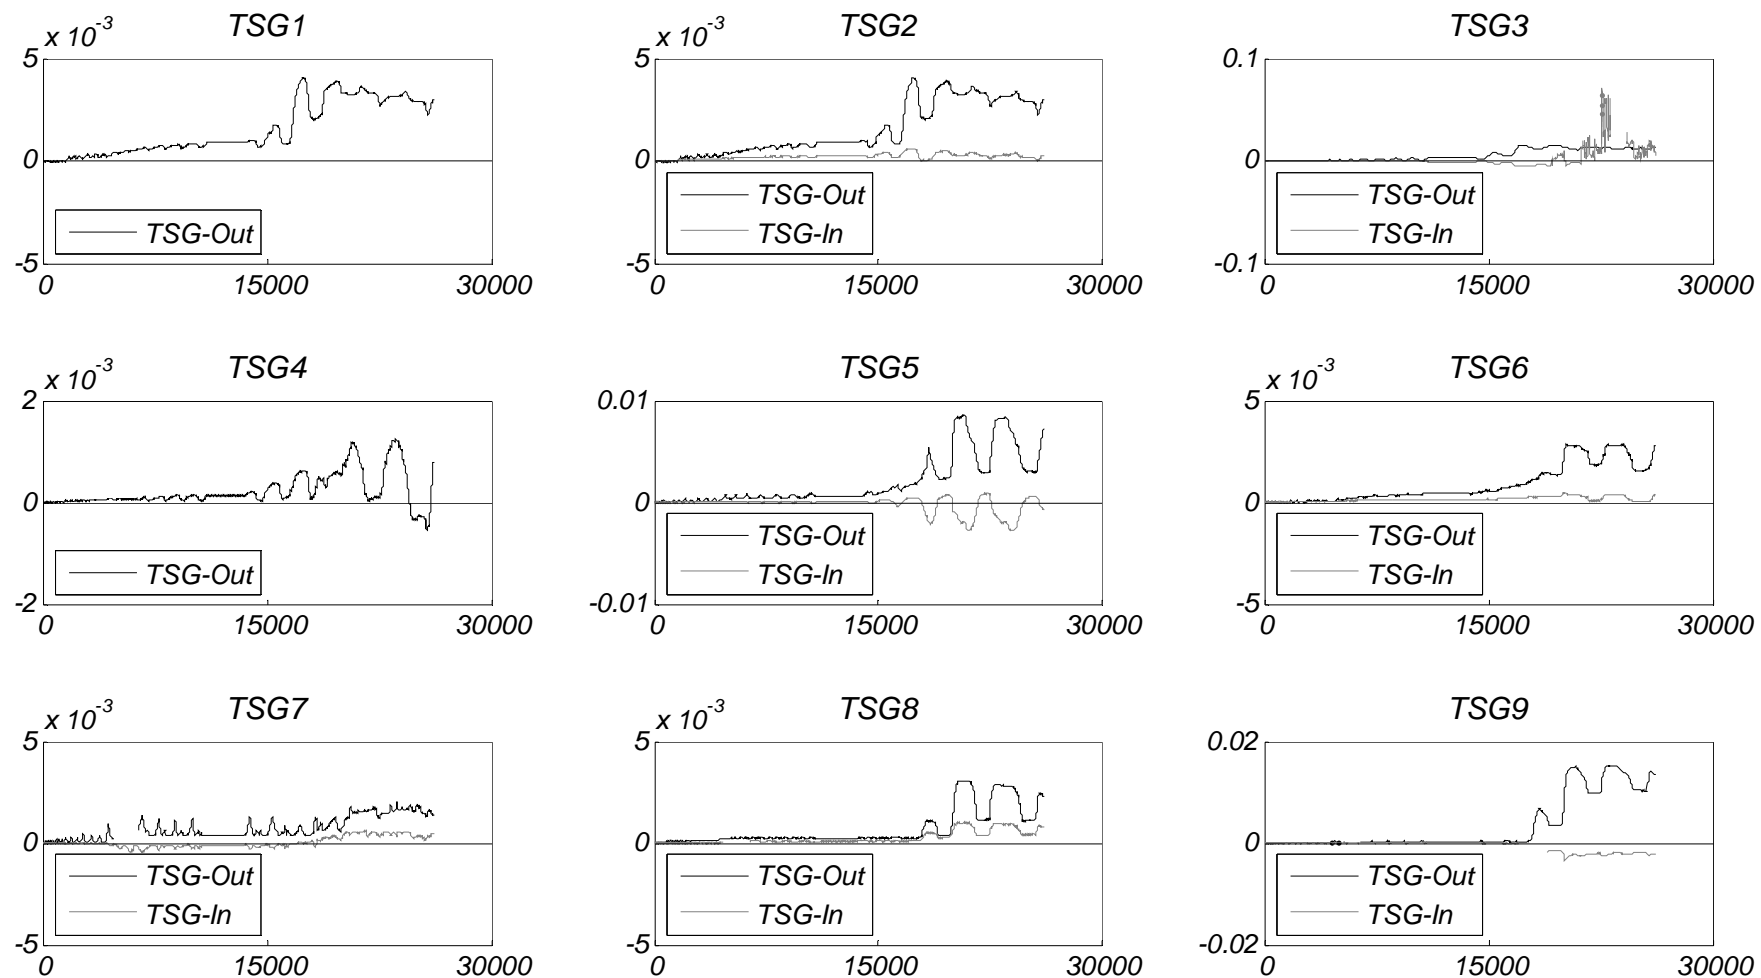 TSG1
x 10-3
5
0
-5
TSG-Out
0 15000 30000
TSG2
x 10-3
5
0
-5
TSG-Out
TSG-In
0 15000 30000
TSG3
0.1
0
-0.1
TSG-Out
TSG-In
0 15000 30000
TSG4
x 10-3
2
0
-2
TSG-Out
0 15000 30000
TSG5
0.01
0
-0.01
TSG-Out
TSG-In
0 15000 30000
TSG6
x 10-3
5
0
-5
TSG-Out
TSG-In
0 15000 30000
TSG7
x 10-3
5
0
-5
TSG-Out
TSG-In
0 15000 30000
TSG8
x 10-3
5
0
-5
TSG-Out
TSG-In
0 15000 30000
TSG9
0.02
0
-0.02
TSG-Out
TSG-In
0 15000 30000